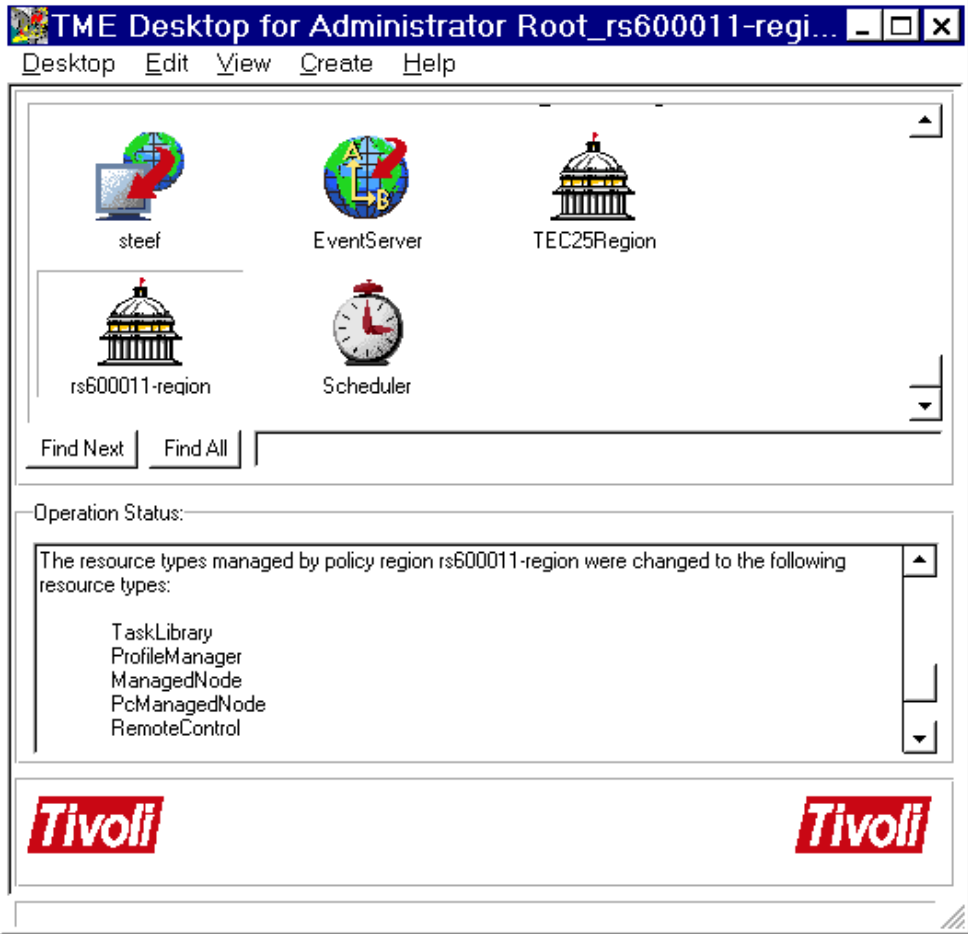 TME Desktop for Administrator Root_rs600011-regi...
Desktop Edit View Create Help
steef EventServer TEC25Region
rs600011-region Scheduler
Find Next Find All
Operation Status:
The resource types managed by policy region rs600011-region were changed to the following
resource types:
TaskLibrary
ProfileManager
ManagedNode
PcManagedNode
RemoteControl
Tivoli Tivoli